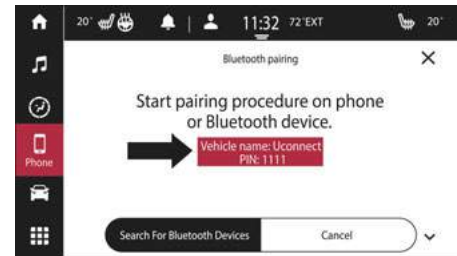 20° 11:32 72°EXT 20°
Bluetooth pairing
Start pairing procedure on phone
or Bluetooth device.
Vehicle name: Uconnect
PIN: 1111
Phone
Search For Bluetooth Devices Cancel